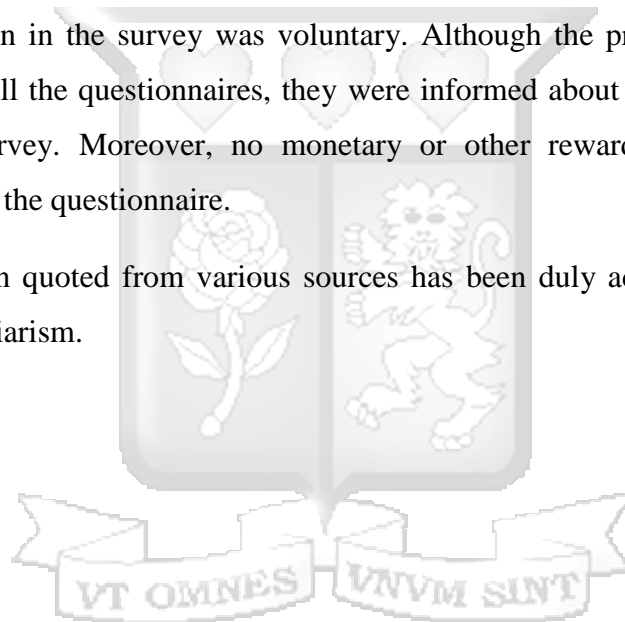 n in the survey was voluntary. Although the pr
ll the questionnaires, they were informed about
rvey. Moreover, no monetary or other reward
the questionnaire.
n quoted from various sources has been duly ac
iarism.
VT OMNES VNVM SINT